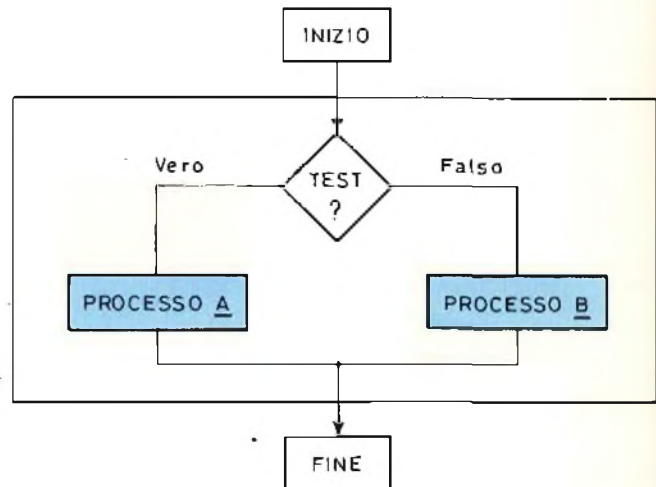 INIZIO
Vero
Falso
TEST
?
PROCESSO A
PROCESSO B
FINE